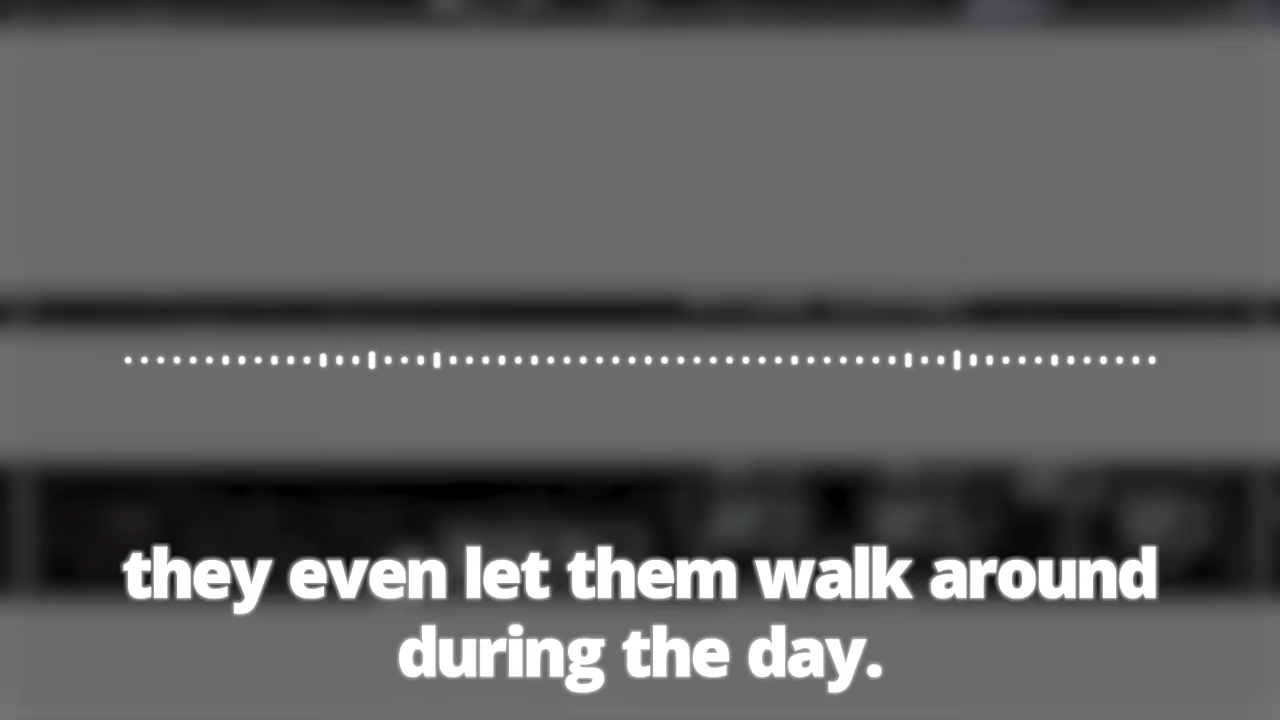 they even let them walk around
during the day.